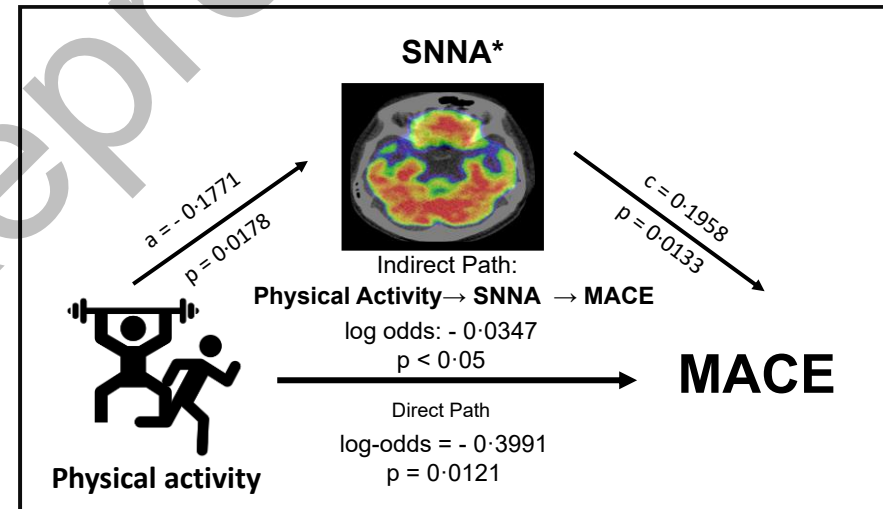 SNNA*
a = - 0·1771
p = 0·0178
c = 0·1958
p = 0·0133
Indirect Path:
Physical Activity→ SNNA → MACE
log odds: - 0·0347
p < 0·05
MACE
Direct Path
log-odds = - 0·3991
p = 0·0121
Physical activity